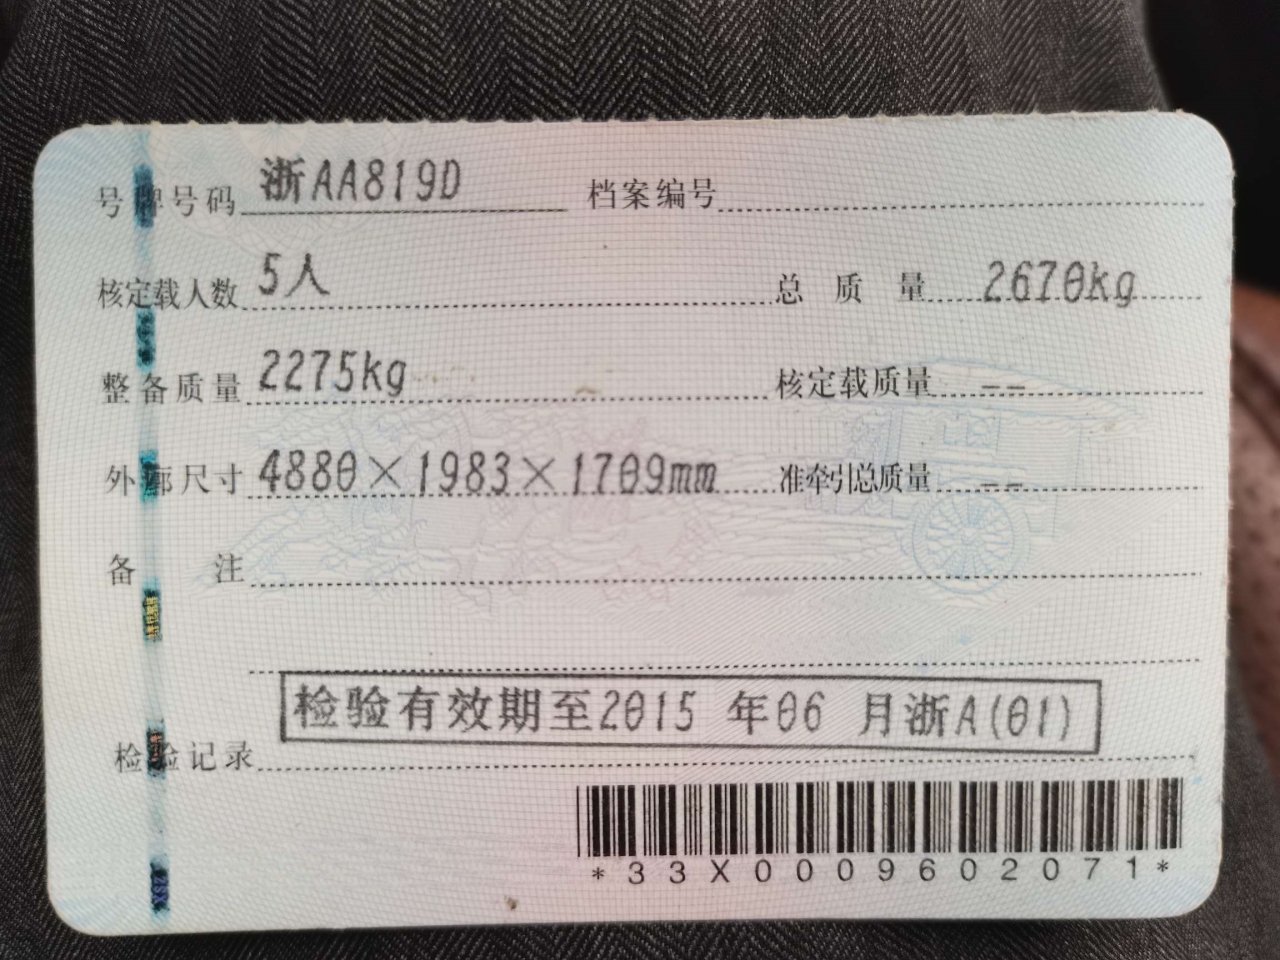 号牌号码 浙AA819D 档案编号
核定载人数 5人 总质量 2670kg
整备质量 2275kg 核定载质量 --
外廓尺寸 4880×1983×1709mm 准牵引总质量 --
备注
检验有效期至2015 年06 月浙A(01)
检验记录
*33X0009602071*